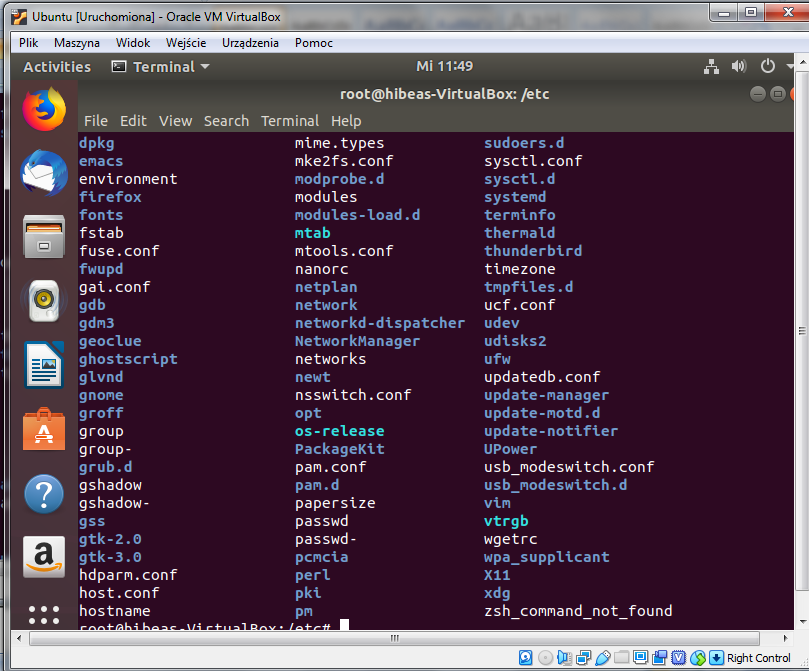 Ubuntu [Uruchomiona] - Oracle VM VirtualBox
Plik Maszyna Widok Wejście Urządzenia Pomoc
Activities Terminal Mi 11:49
root@hibeas-VirtualBox: /etc
File Edit View Search Terminal Help
dpkg mime.types sudoers.d
emacs mke2fs.conf sysctl.conf
environment modprobe.d sysctl.d
firefox modules systemd
fonts modules-load.d terminfo
fstab mtab thermald
fuse.conf mtools.conf thunderbird
fwupd nanorc timezone
gai.conf netplan tmpfiles.d
gdb network ucf.conf
gdm3 networkd-dispatcher udev
geoclue NetworkManager udisks2
ghostscript networks ufw
glvnd newt updatedb.conf
gnome nsswitch.conf update-manager
groff opt update-motd.d
group os-release update-notifier
group- PackageKit UPower
grub.d pam.conf usb_modeswitch.conf
gshadow pam.d usb_modeswitch.d
gshadow- papersize vim
gss passwd vtrgb
gtk-2.0 passwd- wgetrc
gtk-3.0 pcmcia wpa_supplicant
hdparm.conf perl X11
host.conf pki xdg
hostname pm zsh_command_not_found
root@hibeas-VirtualBox:/etc#
Right Control